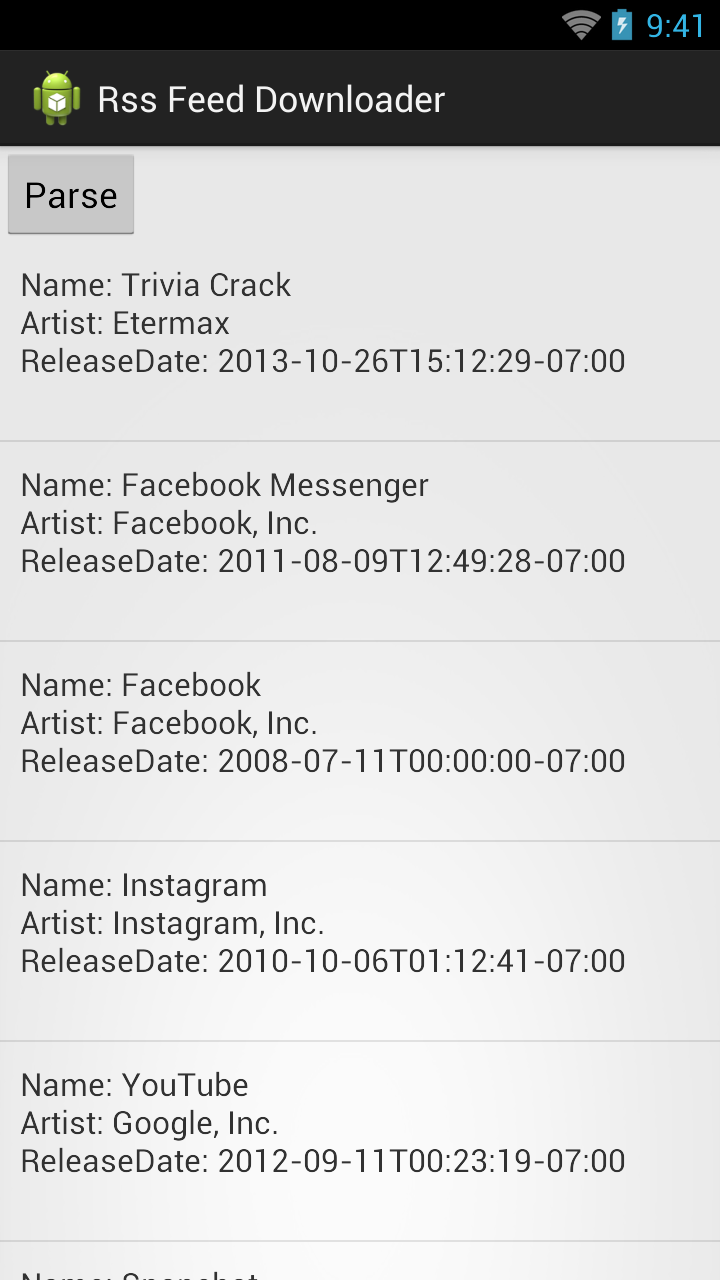 9:41
Rss Feed Downloader
Parse
Name: Trivia Crack
Artist: Etermax
ReleaseDate: 2013-10-26T15:12:29-07:00
Name: Facebook Messenger
Artist: Facebook, Inc.
ReleaseDate: 2011-08-09T12:49:28-07:00
Name: Facebook
Artist: Facebook, Inc.
ReleaseDate: 2008-07-11T00:00:00-07:00
Name: Instagram
Artist: Instagram, Inc.
ReleaseDate: 2010-10-06T01:12:41-07:00
Name: YouTube
Artist: Google, Inc.
ReleaseDate: 2012-09-11T00:23:19-07:00
Name: Snapchat